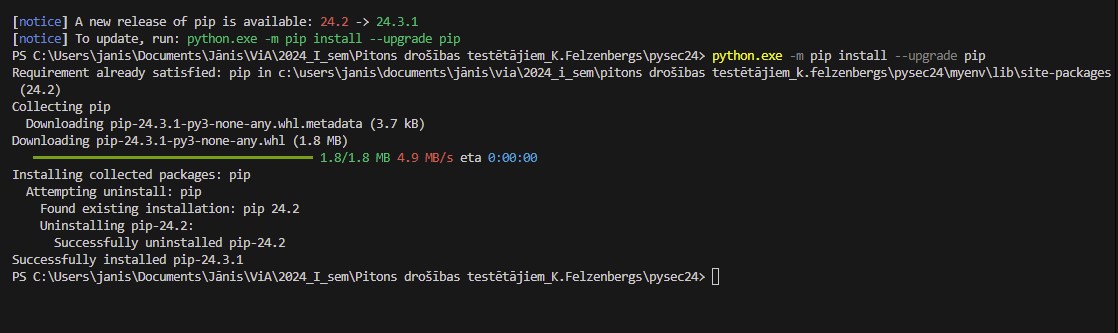 [notice] A new release of pip is available: 24.2 -> 24.3.1
[notice] To update, run: python.exe -m pip install --upgrade pip
PS C:\Users\janis\Documents\Jānis\ViA\2024_I_sem\Pitons drošības testētājiem_K.Felzenbergs\pysec24> python.exe -m pip install --upgrade pip
Requirement already satisfied: pip in c:\users\janis\documents\jānis\via\2024_i_sem\pitons drošības testētājiem_k.felzenbergs\pysec24\myenv\lib\site-packages
(24.2)
Collecting pip
Downloading pip-24.3.1-py3-none-any.whl.metadata (3.7 kB)
Downloading pip-24.3.1-py3-none-any.whl (1.8 MB)
1.8/1.8 MB 4.9 MB/s eta 0:00:00
Installing collected packages: pip
Attempting uninstall: pip
Found existing installation: pip 24.2
Uninstalling pip-24.2:
Successfully uninstalled pip-24.2
Successfully installed pip-24.3.1
PS C:\Users\janis\Documents\Jānis\ViA\2024_I_sem\Pitons drošības testētājiem_K.Felzenbergs\pysec24>